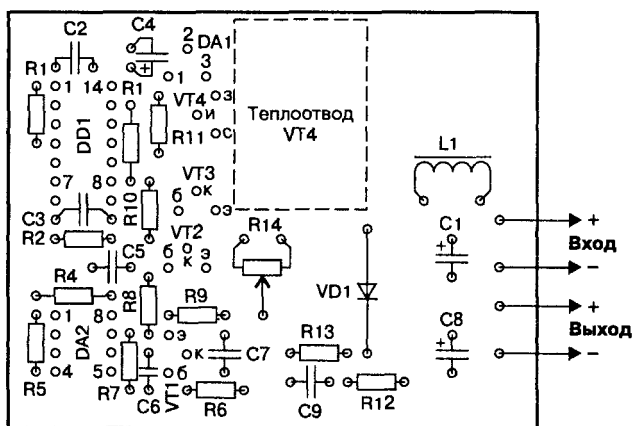 C2
C4
2 DA1
3
1
R1
1 14
R1
з
VT4
и
с
R11
DD1
Теплоотвод
VT4
L1
7 8
VT3
к
б
э
C3
R10
R2
VT2
б к э
R14
C1
+
Вход
−
C5
R4
R8
R9
VD1
+
Выход
−
1 8
DA2
э
к
б
C7
R13
C8
4 5
R5
R7
C6
VT1
R6
C9
R12